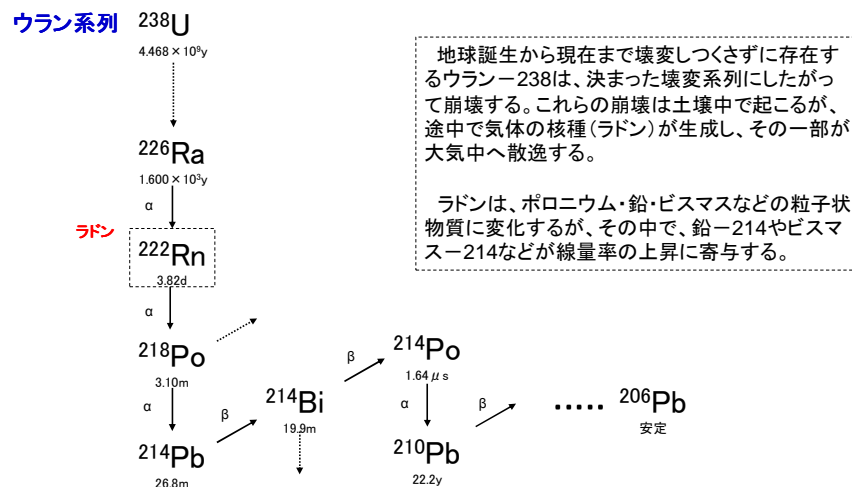 ウラン系列
²³⁸U
4.468×10⁹y
地球誕生から現在まで壊変しつくさずに存在す
るウラン－238は、決まった壊変系列にしたがっ
て崩壊する。これらの崩壊は土壌中で起こるが、
途中で気体の核種(ラドン)が生成し、その一部が
大気中へ散逸する。
ラドンは、ポロニウム・鉛・ビスマスなどの粒子状
物質に変化するが、その中で、鉛－214やビスマ
ス－214などが線量率の上昇に寄与する。
²²⁶Ra
1.600×10³y
α
ラドン
²²²Rn
3.82d
α
²¹⁸Po
3.10m
α
²¹⁴Pb
26.8m
β
²¹⁴Bi
19.9m
β
²¹⁴Po
1.64μs
α
²¹⁰Pb
22.2y
β
•••••
²⁰⁶Pb
安定